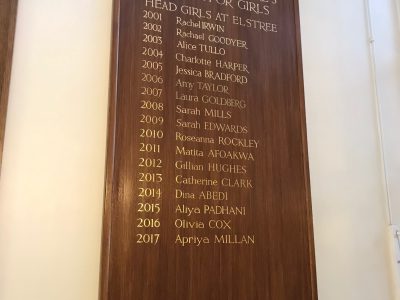 FOR GIRLS
HEAD GIRLS AT ELSTREE
2001 Rachel IRWIN
2002 Rachael GOODYER
2003 Alice TULLO
2004 Charlotte HARPER
2005 Jessica BRADFORD
2006 Amy TAYLOR
2007 Laura GOLDBERG
2008 Sarah MILLS
2009 Sarah EDWARDS
2010 Roseanna ROCKLEY
2011 Matita AFOAKWA
2012 Gillian HUGHES
2013 Catherine CLARK
2014 Dina ABEDI
2015 Aliya PADHANI
2016 Olivia COX
2017 Apriya MILLAN